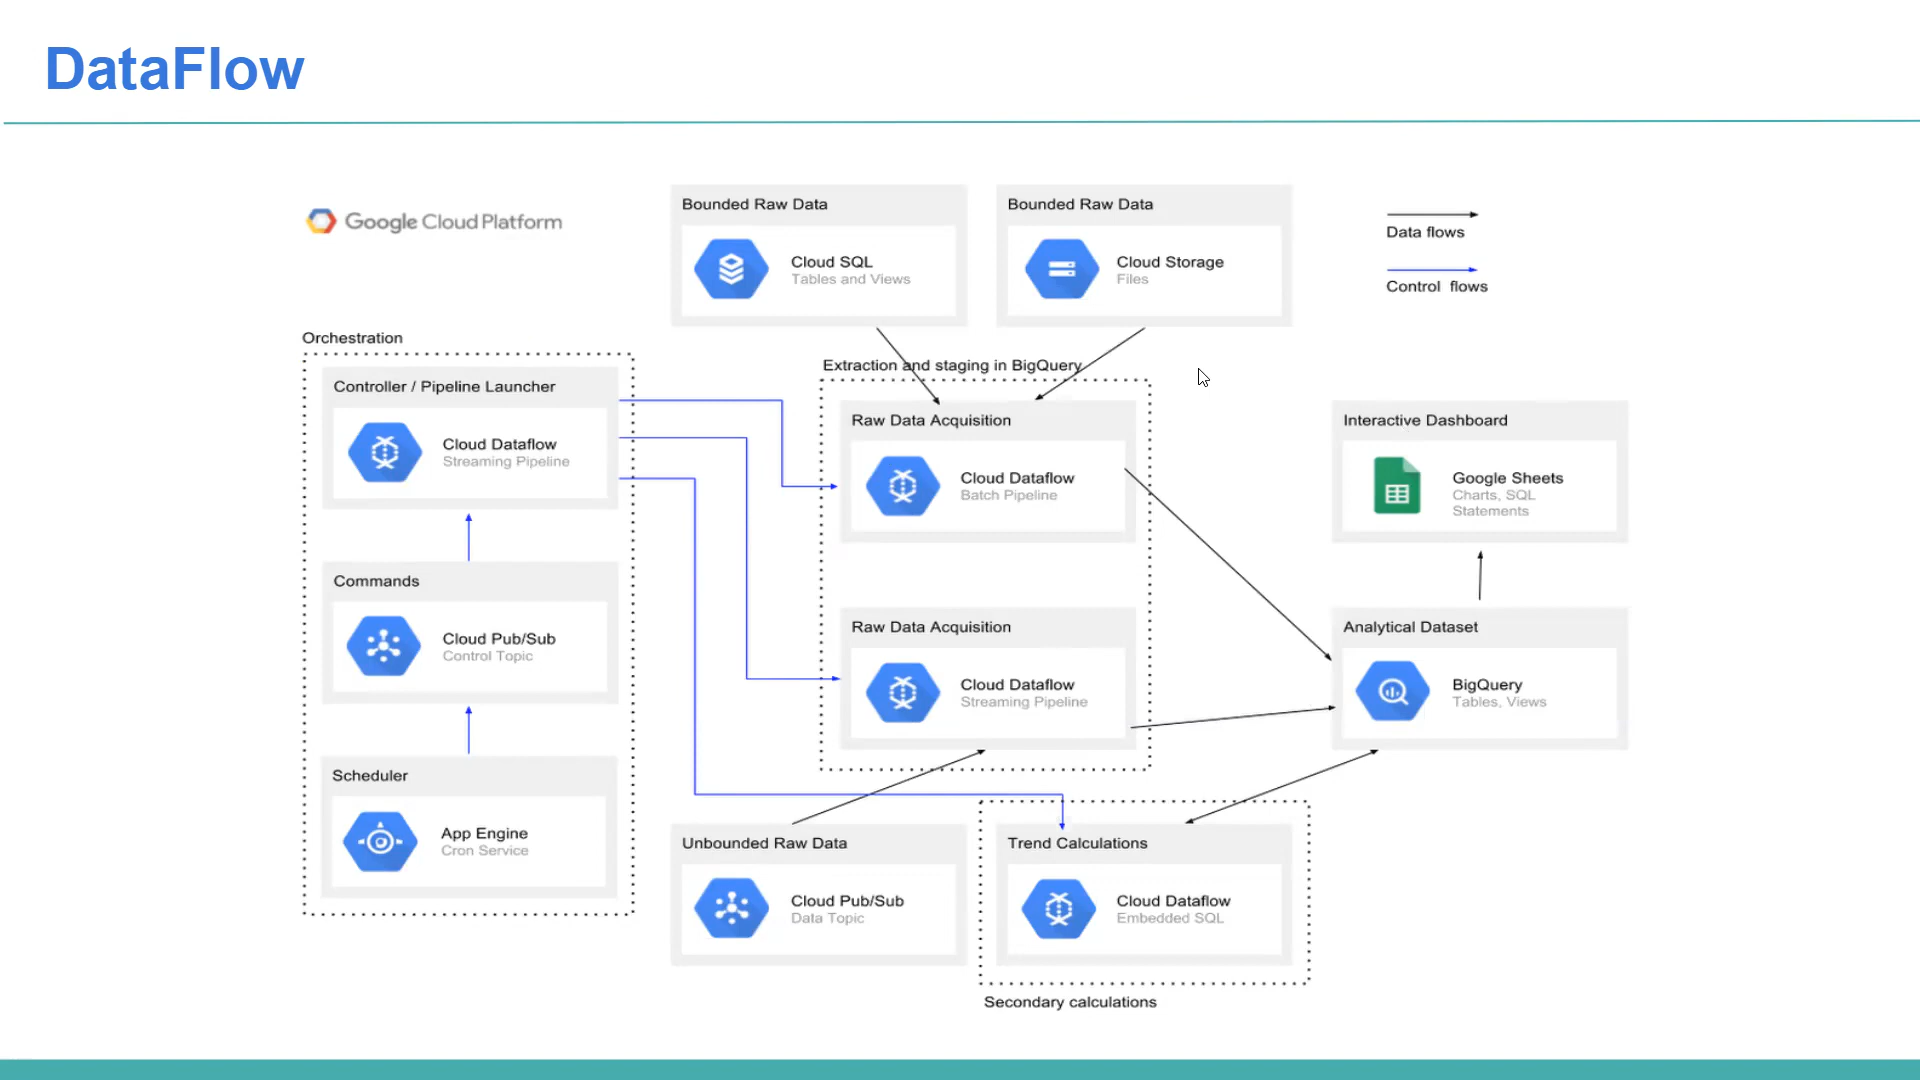 DataFlow
Google Cloud Platform
Bounded Raw Data
Cloud SQL
Tables and Views
Bounded Raw Data
Cloud Storage
Files
Data flows
Control flows
Orchestration
Controller / Pipeline Launcher
Cloud Dataflow
Streaming Pipeline
Commands
Cloud Pub/Sub
Control Topic
Scheduler
App Engine
Cron Service
Extraction and staging in BigQuery
Raw Data Acquisition
Cloud Dataflow
Batch Pipeline
Raw Data Acquisition
Cloud Dataflow
Streaming Pipeline
Interactive Dashboard
Google Sheets
Charts, SQL
Statements
Analytical Dataset
BigQuery
Tables, Views
Unbounded Raw Data
Cloud Pub/Sub
Data Topic
Trend Calculations
Cloud Dataflow
Embedded SQL
Secondary calculations